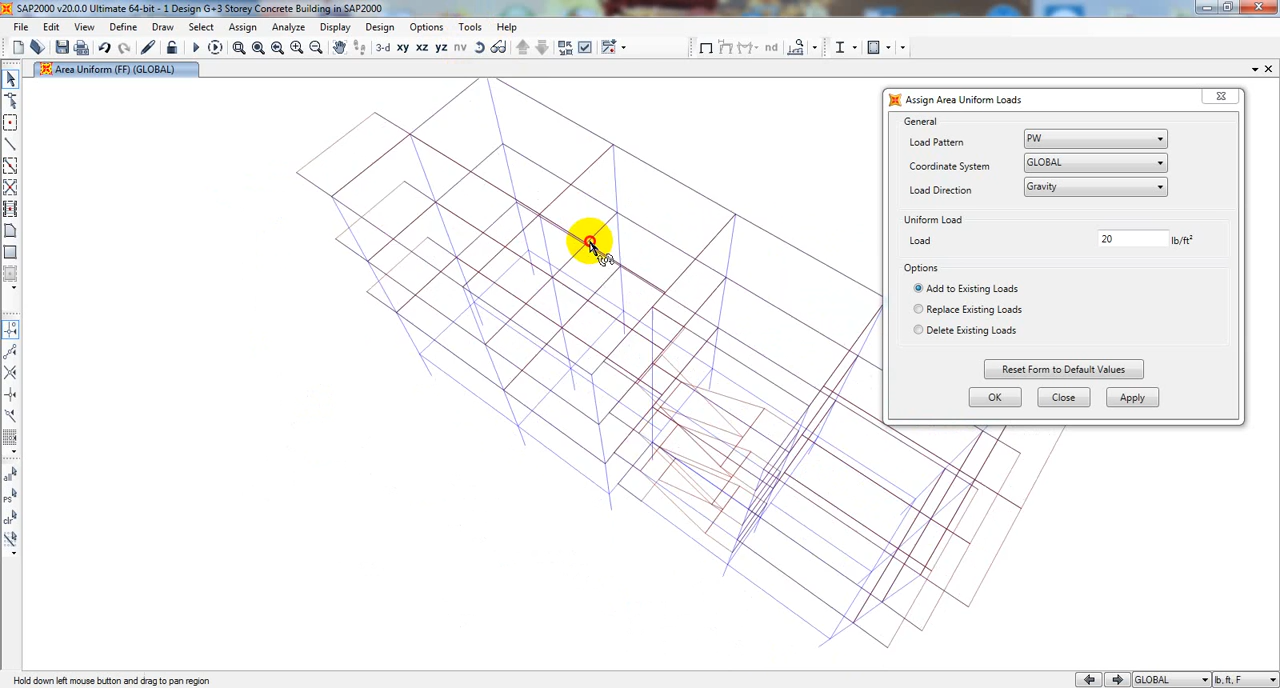 SAP2000 v20.0.0 Ultimate 64-bit - 1 Design G+3 Storey Concrete Building in SAP2000
File Edit View Define Draw Select Assign Analyze Display Design Options Tools Help
3-d xy xz yz nv nd
Area Uniform (FF) (GLOBAL)
Assign Area Uniform Loads
General
Load Pattern PW
Coordinate System GLOBAL
Load Direction Gravity
Uniform Load
Load 20 lb/ft²
Options
Add to Existing Loads
Replace Existing Loads
Delete Existing Loads
Reset Form to Default Values
OK Close Apply
all
PS
clr
Hold down left mouse button and drag to pan region
GLOBAL lb, ft, F